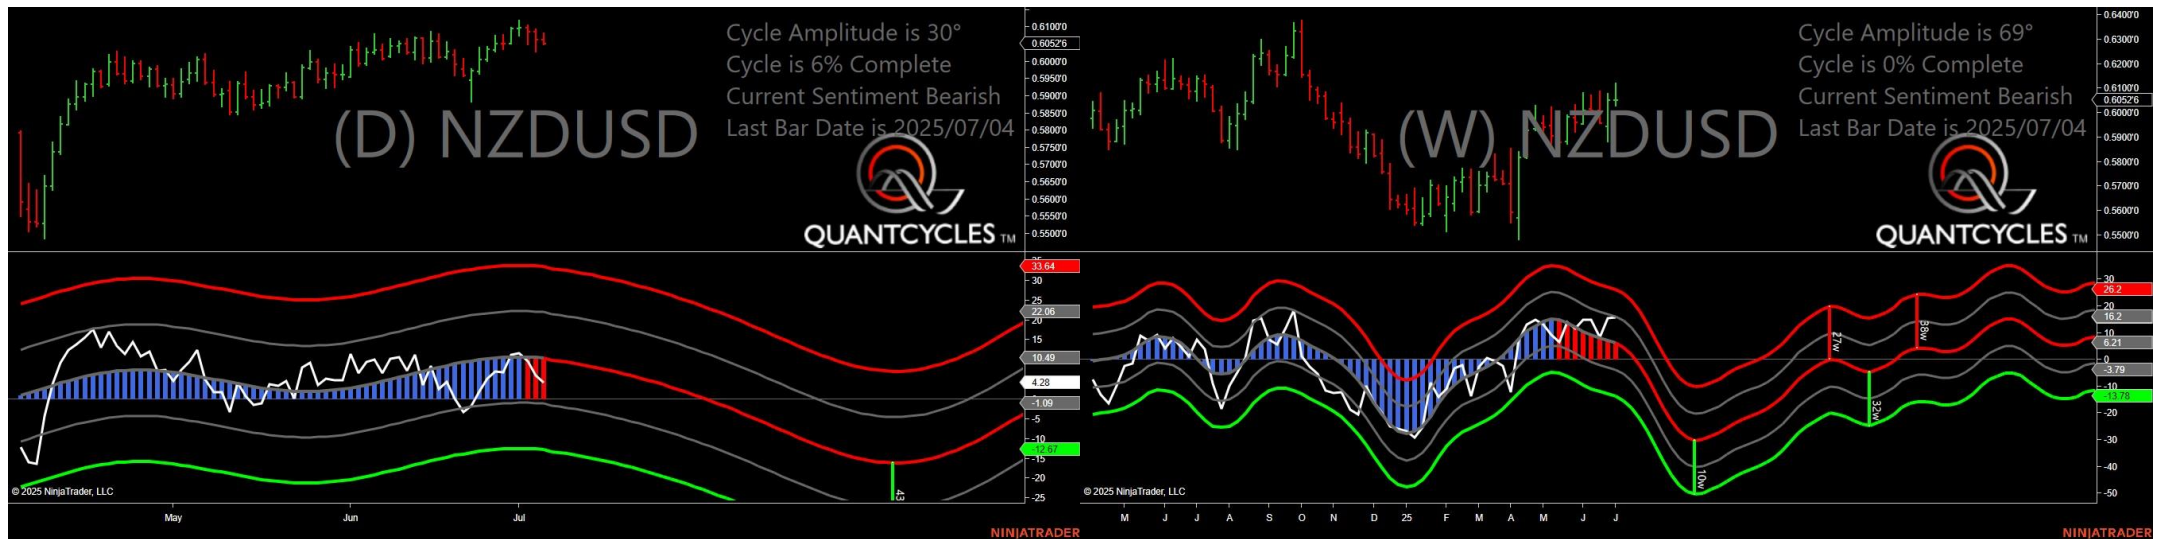 Cycle Amplitude is 30°
Cycle is 6% Complete
Current Sentiment Bearish
Last Bar Date is 2025/07/04
(D) NZDUSD
QUANTCYCLES TM
0.6100'0
0.6052'6
0.6000'0
0.5950'0
0.5900'0
0.5850'0
0.5800'0
0.5750'0
0.5700'0
0.5650'0
0.5600'0
0.5550'0
0.5500'0
35
33.64
30
25
22.06
20
15
10.49
4.28
-1.09
-5
-10
-12.67
-15
-20
-25
43
© 2025 NinjaTrader, LLC
May
Jun
Jul
NINJATRADER
Cycle Amplitude is 69°
Cycle is 0% Complete
Current Sentiment Bearish
Last Bar Date is 2025/07/04
(W) NZDUSD
QUANTCYCLES TM
0.6400'0
0.6300'0
0.6200'0
0.6100'0
0.6052'6
0.6000'0
0.5900'0
0.5800'0
0.5700'0
0.5600'0
0.5500'0
30
26.2
20
16.2
10
6.21
0
-3.79
-10
-13.78
-20
-30
-40
-50
27w
38w
32w
10w
© 2025 NinjaTrader, LLC
M
J
J
A
S
O
N
D
25
F
M
A
M
J
J
NINJATRADER